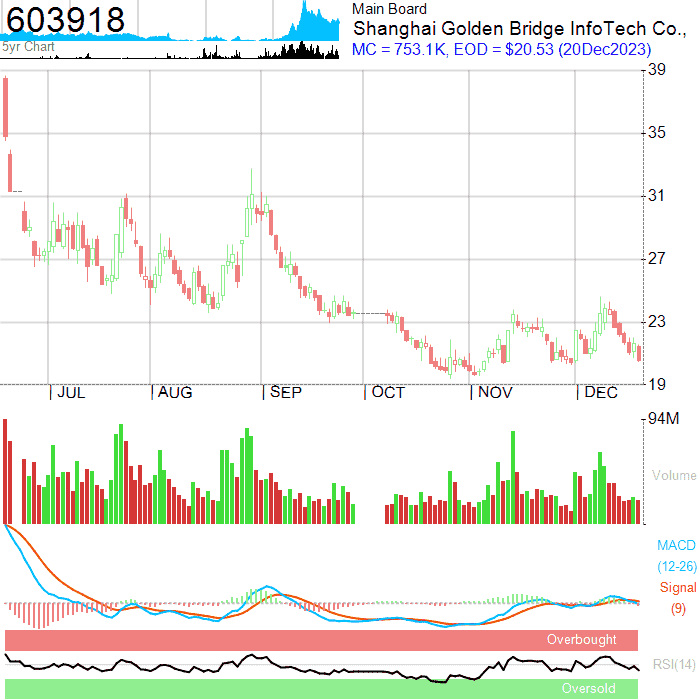 603918
5yr Chart
Main Board
Shanghai Golden Bridge InfoTech Co.,
MC = 753.1K, EOD = $20.53 (20Dec2023)
39
35
31
27
23
19
JUL
AUG
SEP
OCT
NOV
DEC
94M
Volume
MACD
(12-26)
Signal
(9)
Overbought
RSI(14)
Oversold